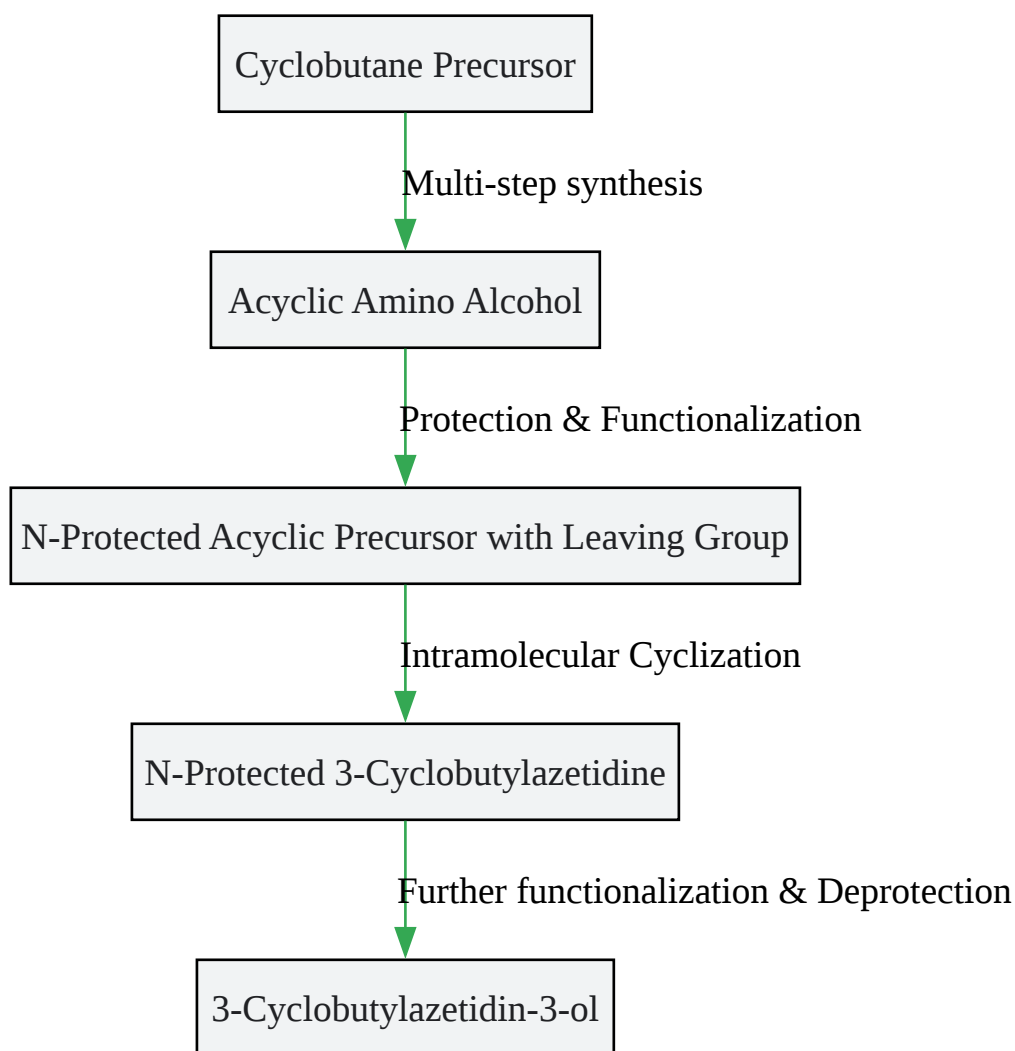 Cyclobutane Precursor
Multi-step synthesis
Acyclic Amino Alcohol
Protection & Functionalization
N-Protected Acyclic Precursor with Leaving Group
Intramolecular Cyclization
N-Protected 3-Cyclobutylazetidine
Further functionalization & Deprotection
3-Cyclobutylazetidin-3-ol